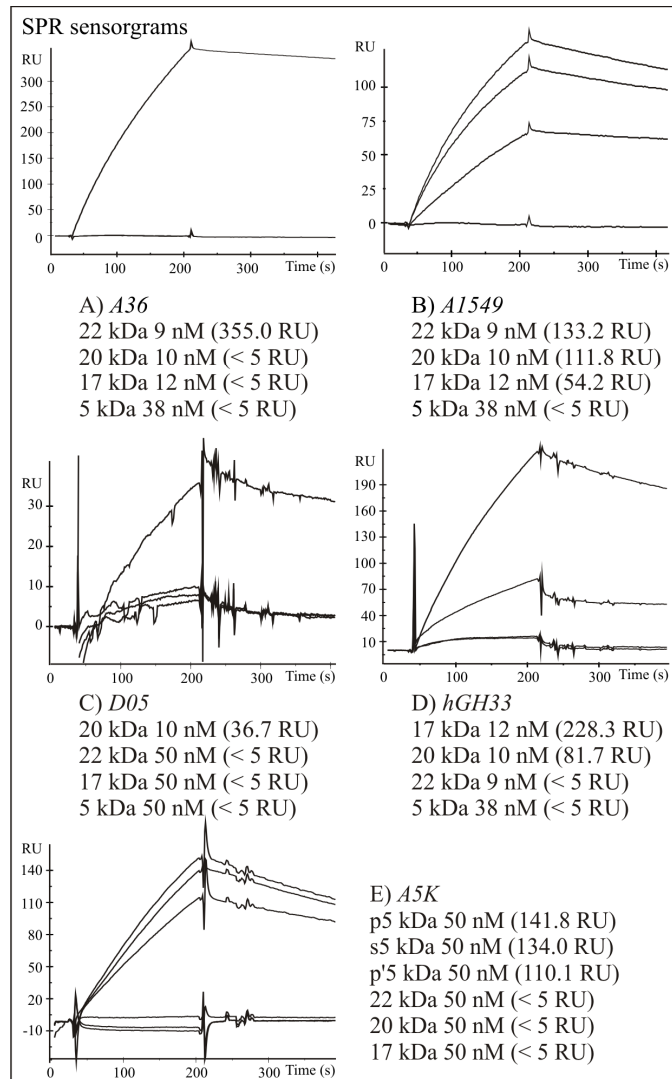 SPR sensorgrams
RU
300
250
200
150
100
50
0
0
100
200
300
Time (s)
RU
100
75
50
25
0
0
100
200
300
400
Time (s)
A) A36
22 kDa 9 nM (355.0 RU)
20 kDa 10 nM (< 5 RU)
17 kDa 12 nM (< 5 RU)
5 kDa 38 nM (< 5 RU)
B) A1549
22 kDa 9 nM (133.2 RU)
20 kDa 10 nM (111.8 RU)
17 kDa 12 nM (54.2 RU)
5 kDa 38 nM (< 5 RU)
RU
30
20
10
0
0
100
200
300
Time (s)
RU
190
160
130
100
70
40
10
0
100
200
300
Time (s)
C) D05
20 kDa 10 nM (36.7 RU)
22 kDa 50 nM (< 5 RU)
17 kDa 50 nM (< 5 RU)
5 kDa 50 nM (< 5 RU)
D) hGH33
17 kDa 12 nM (228.3 RU)
20 kDa 10 nM (81.7 RU)
22 kDa 9 nM (< 5 RU)
5 kDa 38 nM (< 5 RU)
RU
140
110
80
50
20
-10
0
100
200
300
Time (s)
E) A5K
p5 kDa 50 nM (141.8 RU)
s5 kDa 50 nM (134.0 RU)
p'5 kDa 50 nM (110.1 RU)
22 kDa 50 nM (< 5 RU)
20 kDa 50 nM (< 5 RU)
17 kDa 50 nM (< 5 RU)